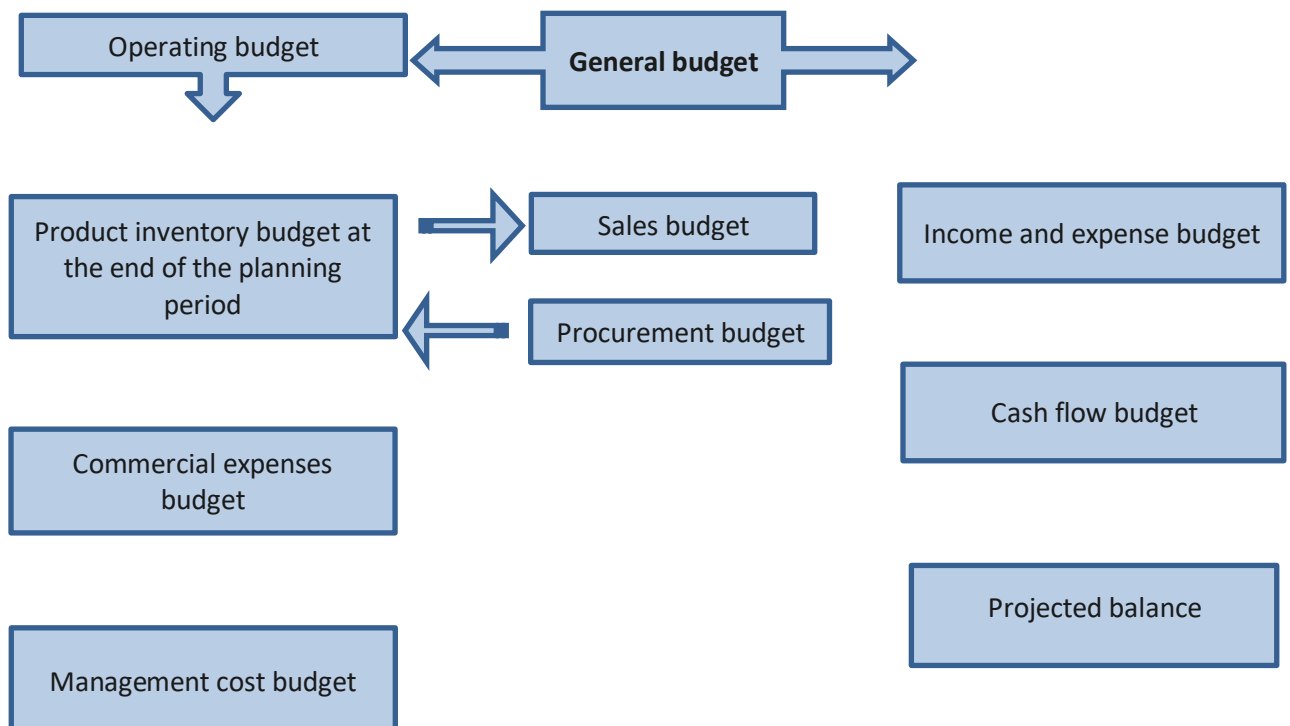 Operating budget
General budget
Product inventory budget at
the end of the planning
period
Sales budget
Procurement budget
Income and expense budget
Cash flow budget
Commercial expenses
budget
Projected balance
Management cost budget